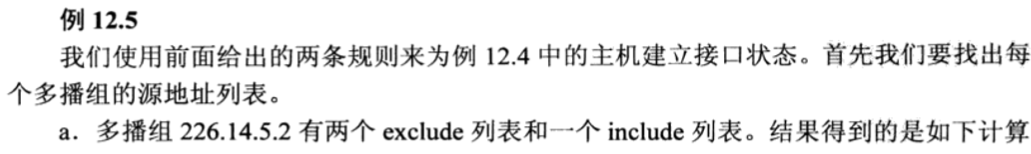 例 12.5
我们使用前面给出的两条规则来为例 12.4 中的主机建立接口状态。首先我们要找出每
个多播组的源地址列表。
a．多播组 226.14.5.2 有两个 exclude 列表和一个 include 列表。结果得到的是如下计算